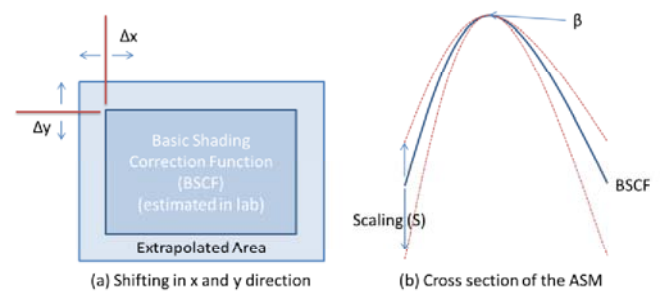 Δx
Δy
Basic Shading
Correction Function
(BSCF)
(estimated in lab)
Extrapolated Area
(a) Shifting in x and y direction
β
BSCF
Scaling (S)
(b) Cross section of the ASM